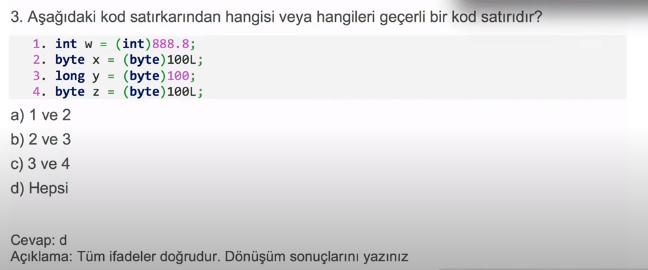 3. Aşağıdaki kod satırkarından hangisi veya hangileri geçerli bir kod satırıdır?
1. int w = (int)888.8;
2. byte x = (byte)100L;
3. long y = (byte)100;
4. byte z = (byte)100L;
a) 1 ve 2
b) 2 ve 3
c) 3 ve 4
d) Hepsi
Cevap: d
Açıklama: Tüm ifadeler doğrudur. Dönüşüm sonuçlarını yazınız